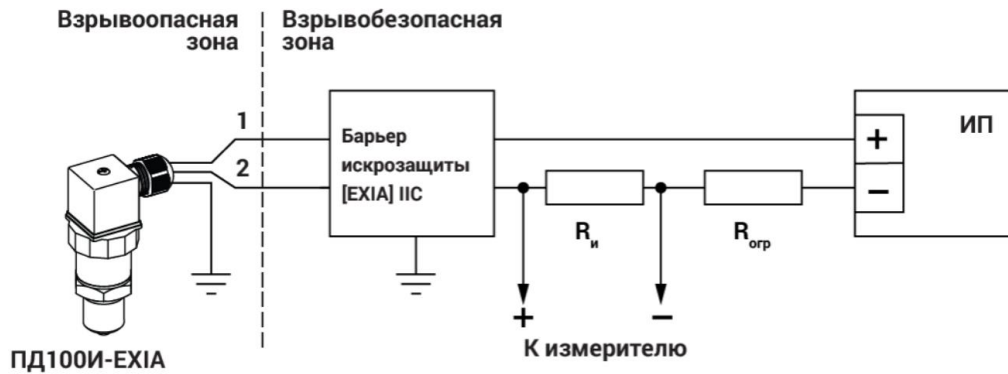 Взрывоопасная
зона
Взрывобезопасная
зона
1
2
Барьер
искрозащиты
[EXIA] IIC
ИП
+
−
Rи
Rогр
+
−
К измерителю
ПД100И-EXIA